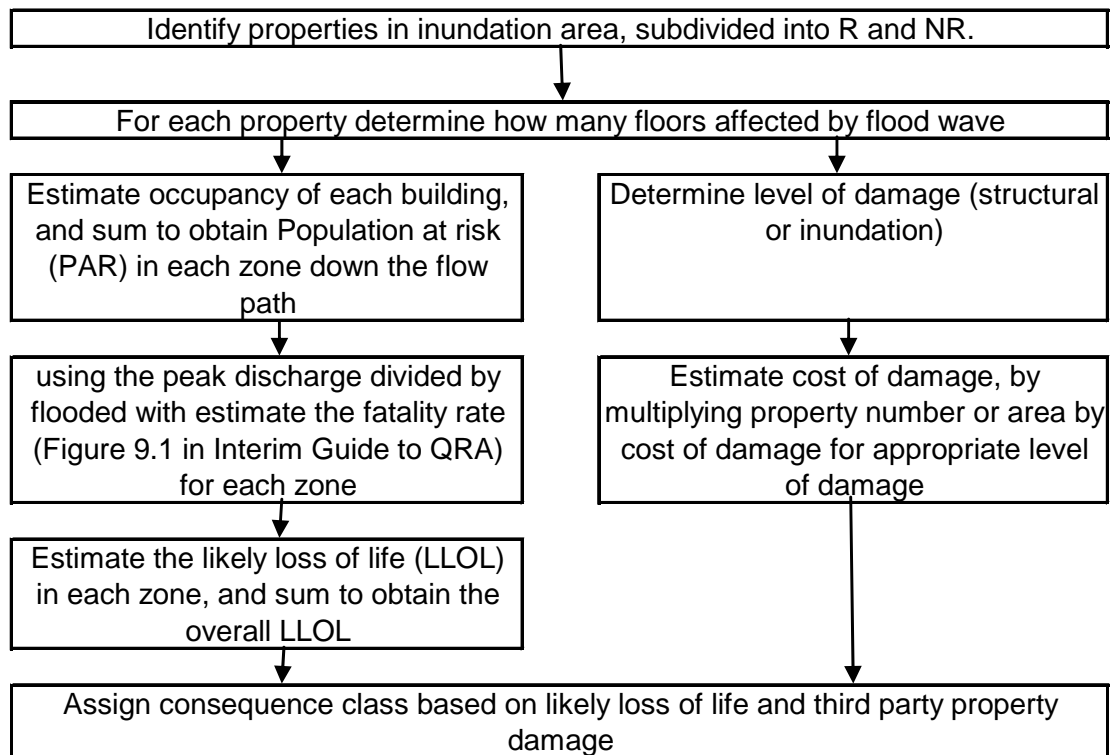 Identify properties in inundation area, subdivided into R and NR.
For each property determine how many floors affected by flood wave
Estimate occupancy of each building,
and sum to obtain Population at risk
(PAR) in each zone down the flow
path
Determine level of damage (structural
or inundation)
using the peak discharge divided by
flooded with estimate the fatality rate
(Figure 9.1 in Interim Guide to QRA)
for each zone
Estimate cost of damage, by
multiplying property number or area by
cost of damage for appropriate level
of damage
Estimate the likely loss of life (LLOL)
in each zone, and sum to obtain the
overall LLOL
Assign consequence class based on likely loss of life and third party property
damage